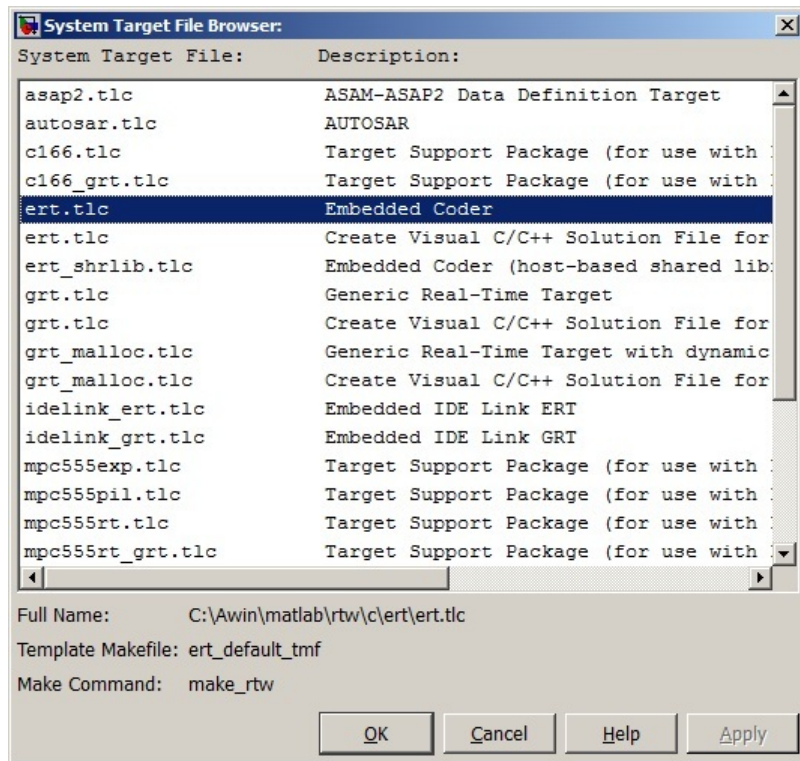 System Target File Browser:
System Target File: Description:
asap2.tlc ASAM-ASAP2 Data Definition Target
autosar.tlc AUTOSAR
c166.tlc Target Support Package (for use with
c166_grt.tlc Target Support Package (for use with
ert.tlc Embedded Coder
ert.tlc Create Visual C/C++ Solution File for
ert_shrlib.tlc Embedded Coder (host-based shared
grt.tlc Generic Real-Time Target
grt.tlc Create Visual C/C++ Solution File for
grt_malloc.tlc Generic Real-Time Target with dynamic
grt_malloc.tlc Create Visual C/C++ Solution File for
idelink_ert.tlc Embedded IDE Link ERT
idelink_grt.tlc Embedded IDE Link GRT
mpc555exp.tlc Target Support Package (for use with
mpc555pil.tlc Target Support Package (for use with
mpc555rt.tlc Target Support Package (for use with
mpc555rt_grt.tlc Target Support Package (for use with
Full Name: C:\Awin\matlab\rtw\c\ert\ert.tlc
Template Makefile: ert_default_tmf
Make Command: make_rtw
OK Cancel Help Apply